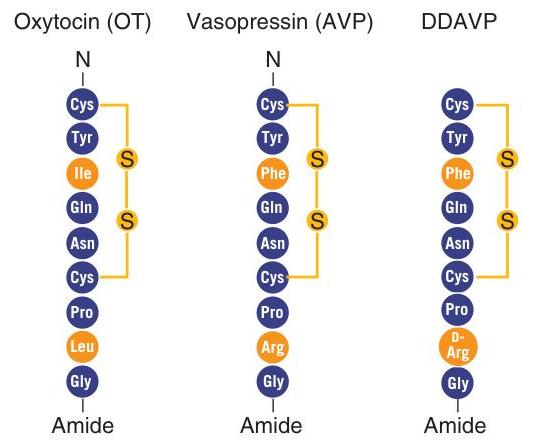 Oxytocin (OT) Vasopressin (AVP) DDAVP
N N
Cys Cys Cys
Tyr Tyr Tyr
S S S
Ile Phe Phe
Gln Gln Gln
S S S
Asn Asn Asn
Cys Cys Cys
Pro Pro Pro
Leu Arg D-
Arg
Gly Gly Gly
Amide Amide Amide